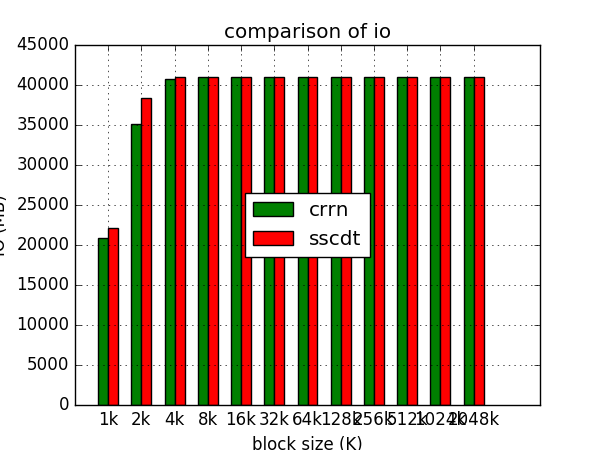 comparison of io
45000
40000
35000
30000
25000
20000
15000
10000
5000
0
IO (MB)
crrn
sscdt
1k 2k 4k 8k 16k 32k 64k 128k 256k 512k 1024k 2048k
block size (K)